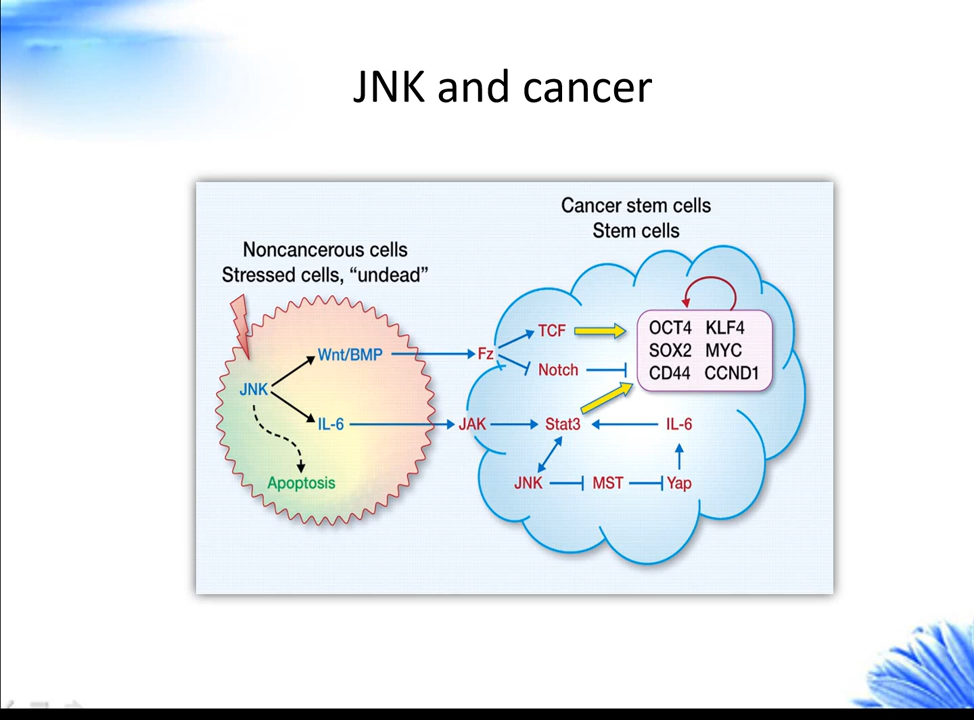 JNK and cancer
Cancer stem cells
Stem cells
Noncancerous cells
Stressed cells, “undead”
JNK
Wnt/BMP
IL-6
Apoptosis
Fz
TCF
Notch
JAK
Stat3
IL-6
JNK
MST
Yap
OCT4 KLF4
SOX2 MYC
CD44 CCND1